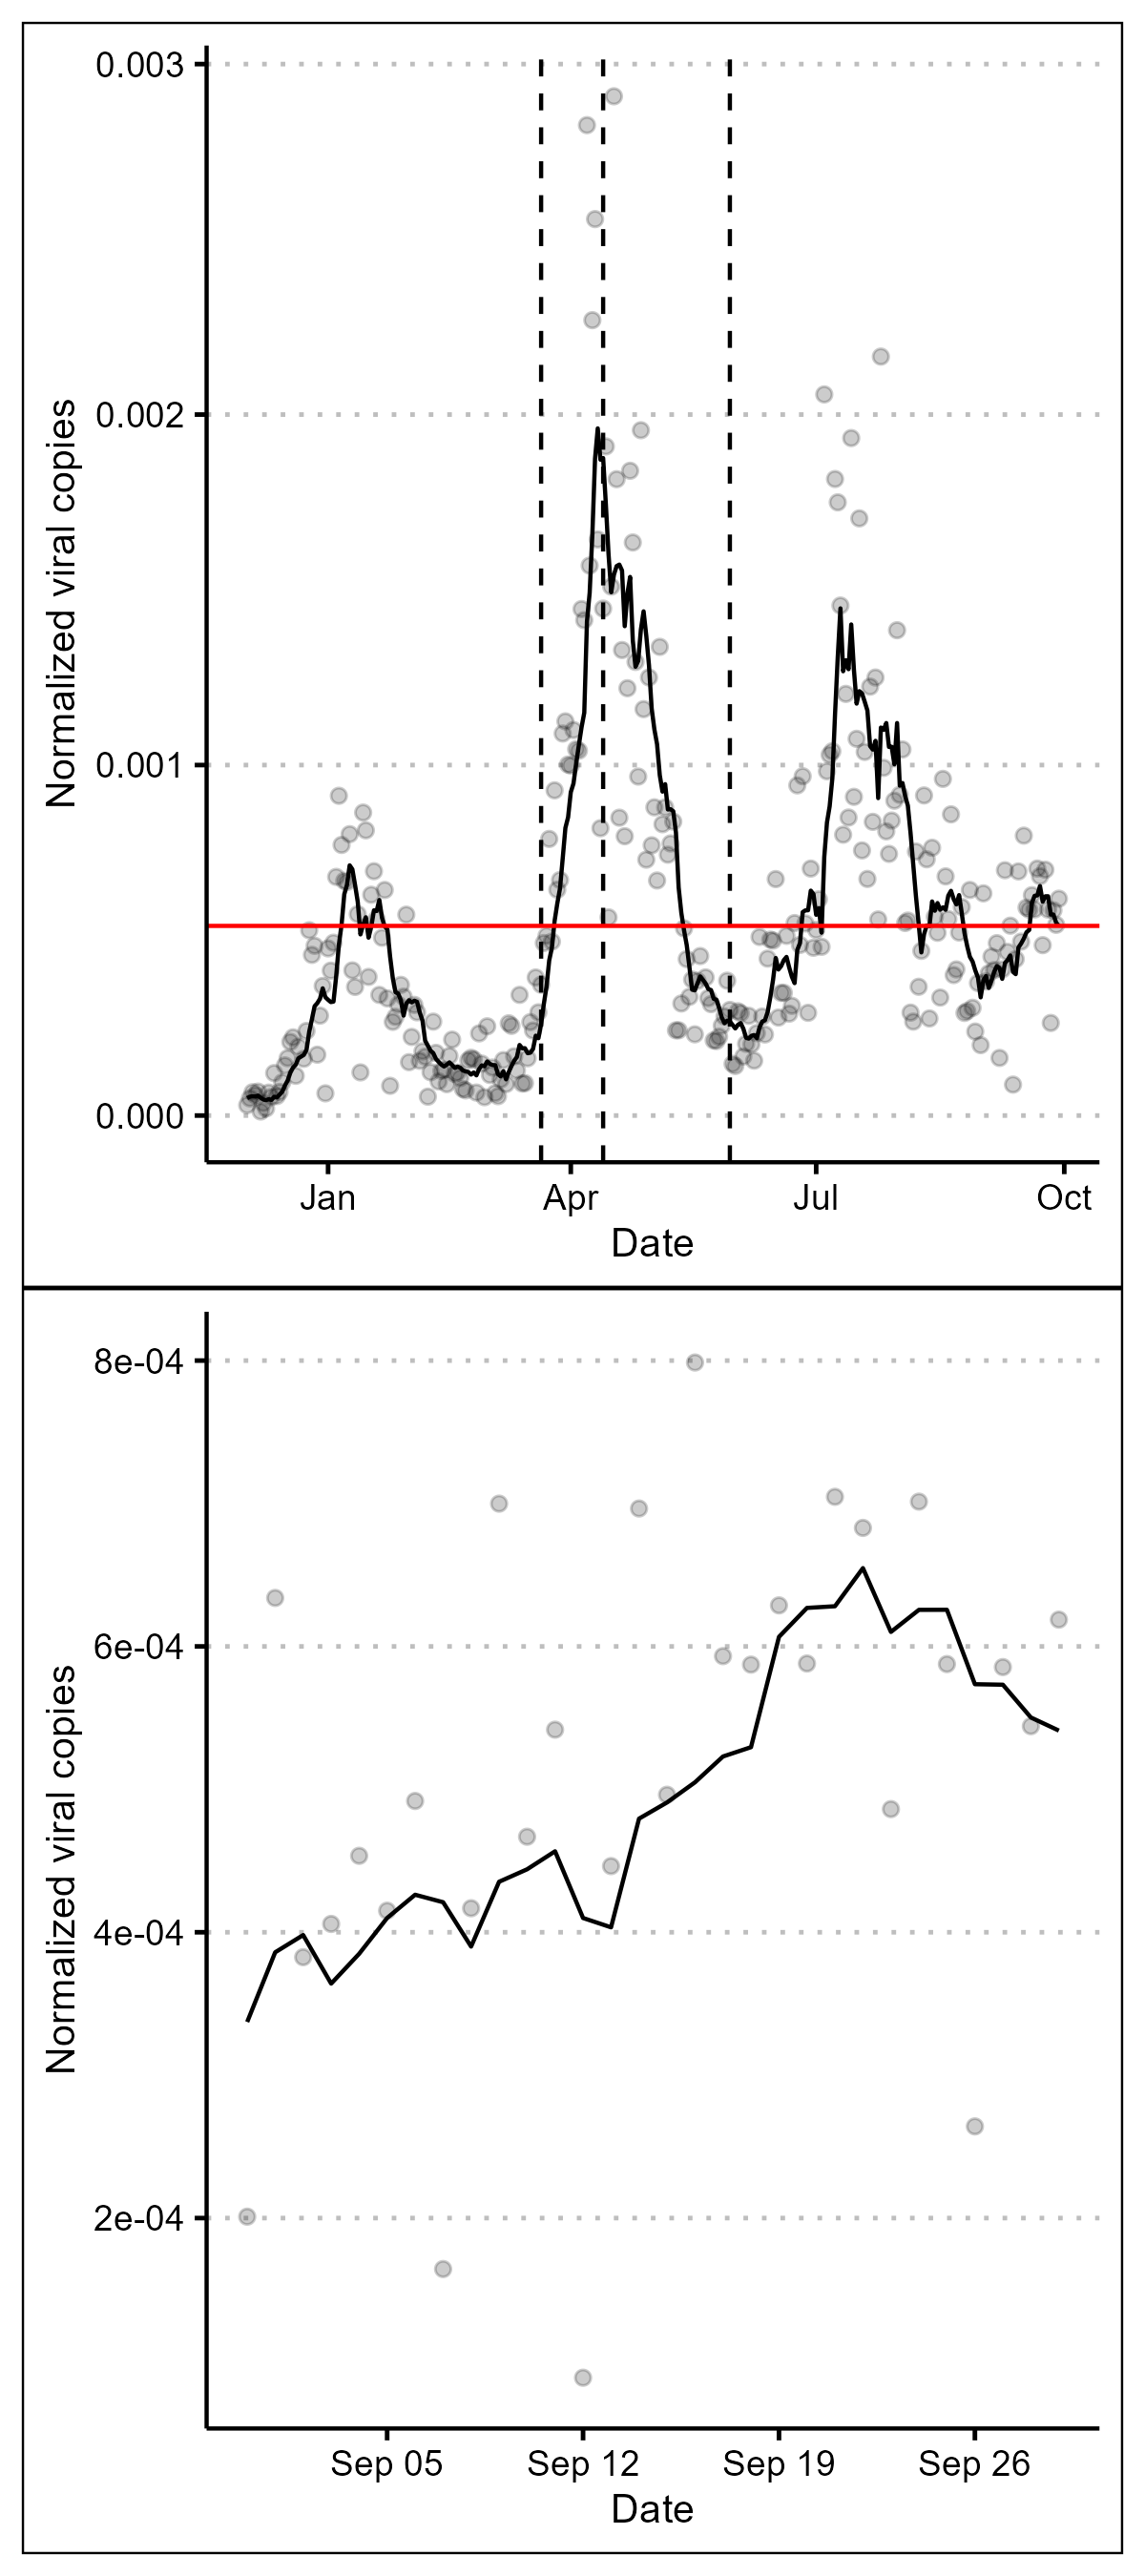 0.003
0.002
0.001
0.000
Normalized viral copies
Jan Apr Jul Oct
Date
8e-04
6e-04
4e-04
2e-04
Normalized viral copies
Sep 05 Sep 12 Sep 19 Sep 26
Date